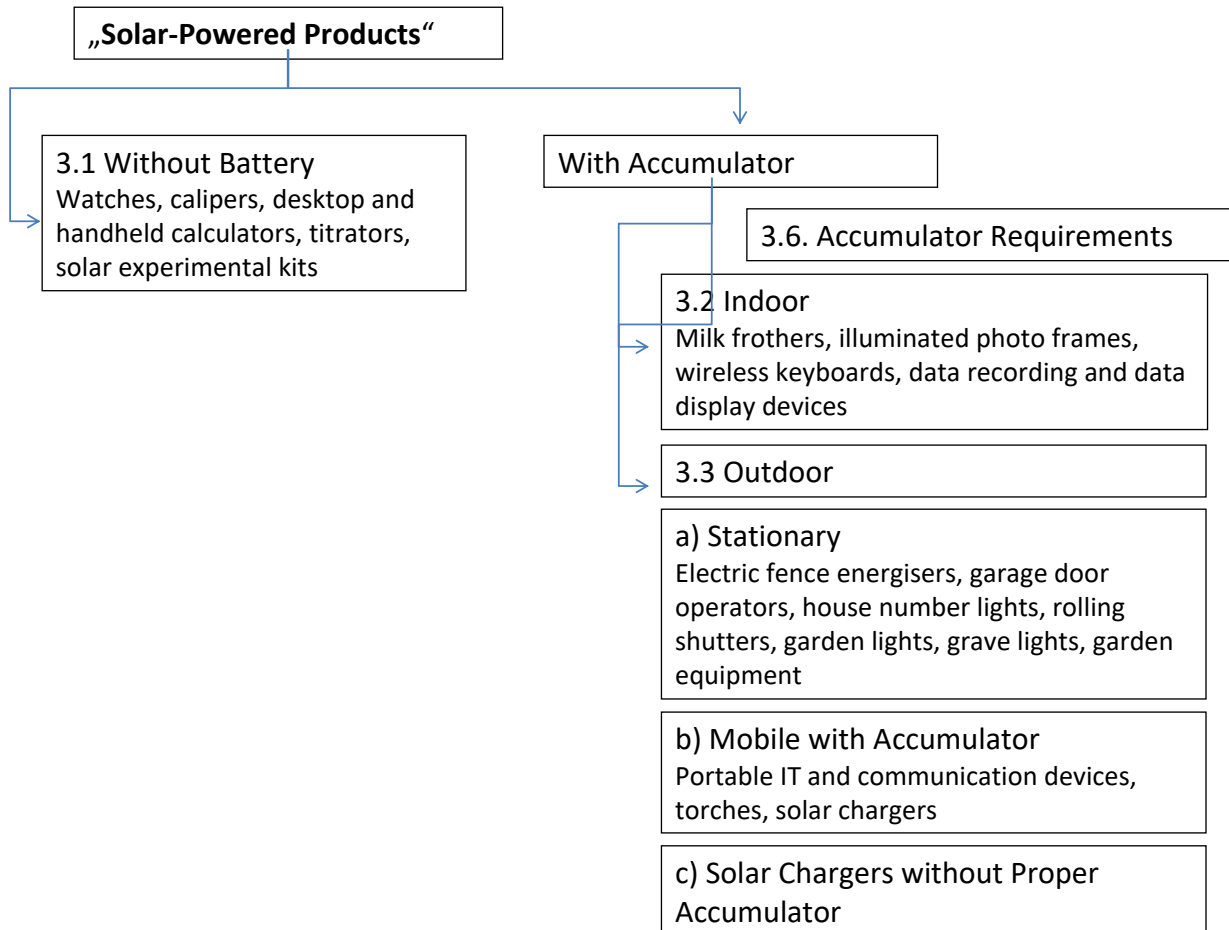 „Solar-Powered Products“
3.1 Without Battery
Watches, calipers, desktop and
handheld calculators, titrators,
solar experimental kits
With Accumulator
3.6. Accumulator Requirements
3.2 Indoor
Milk frothers, illuminated photo frames,
wireless keyboards, data recording and data
display devices
3.3 Outdoor
a) Stationary
Electric fence energisers, garage door
operators, house number lights, rolling
shutters, garden lights, grave lights, garden
equipment
b) Mobile with Accumulator
Portable IT and communication devices,
torches, solar chargers
c) Solar Chargers without Proper
Accumulator